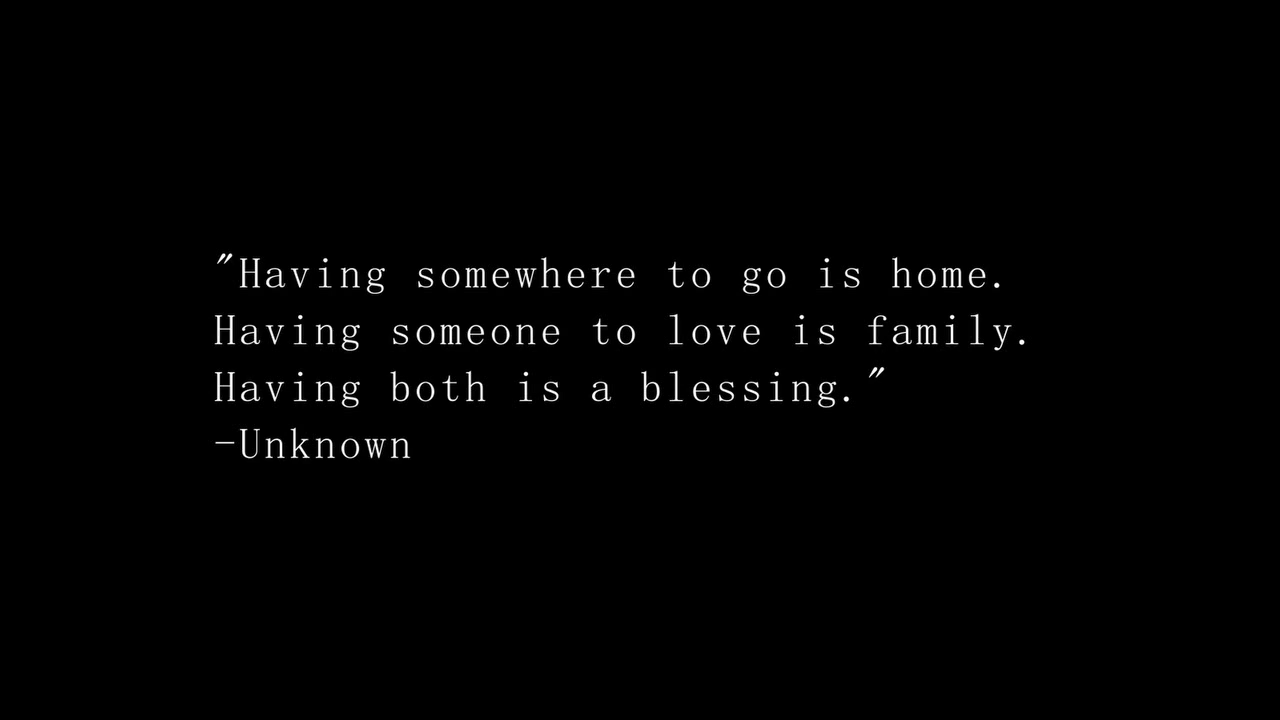 "Having somewhere to go is home.
Having someone to love is family.
Having both is a blessing."
-Unknown